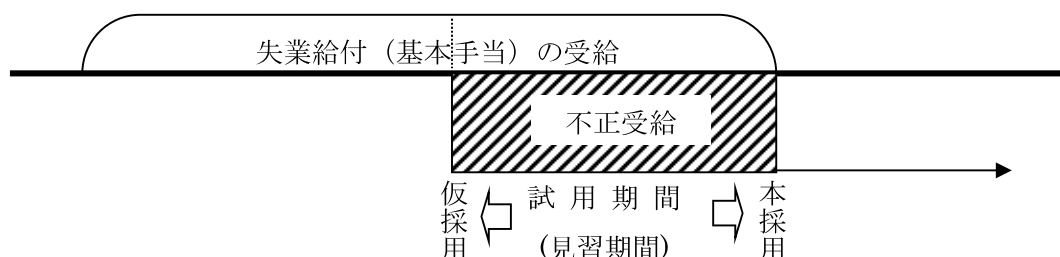 失業給付（基本手当）の受給
不正受給
仮採用
試用期間
本採用
(見習期間)